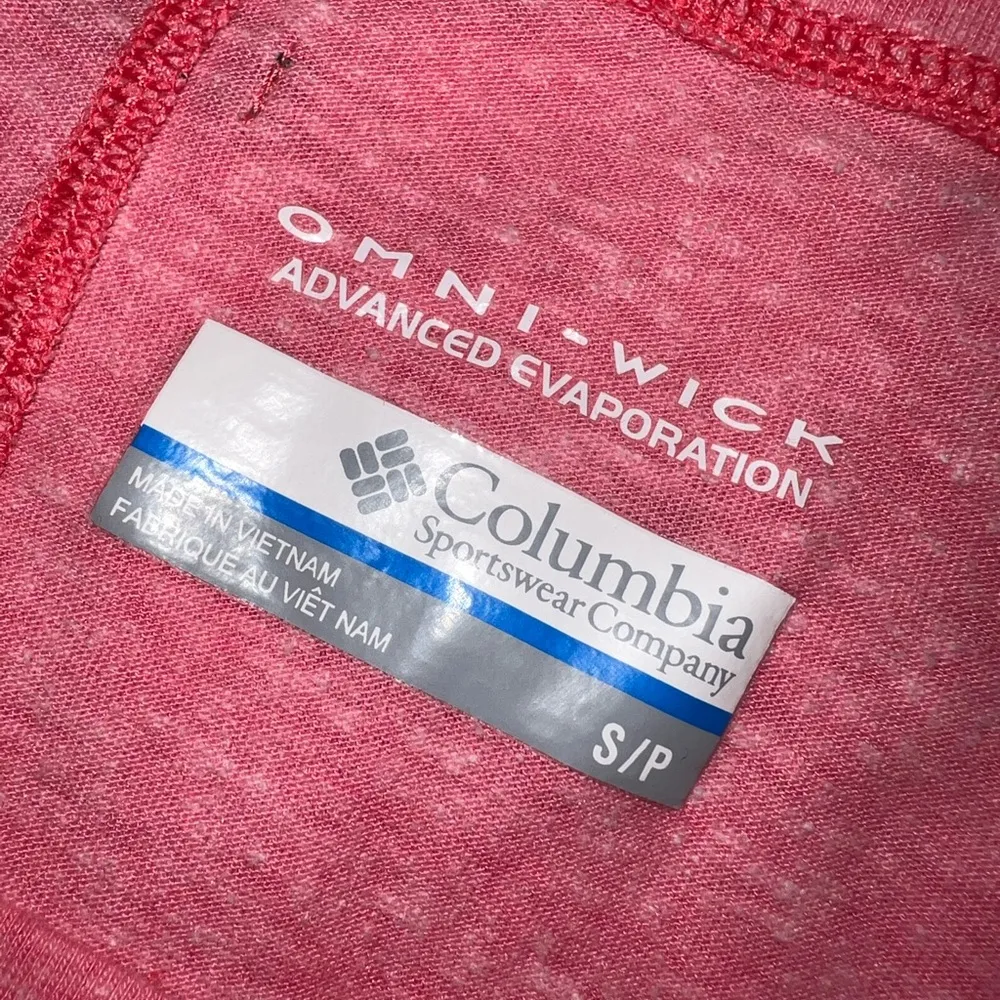 OMNI-WICK
ADVANCED EVAPORATION
Columbia
Sportswear Company
MADE IN VIETNAM
FABRIQUÉ AU VIÊT NAM
S/P